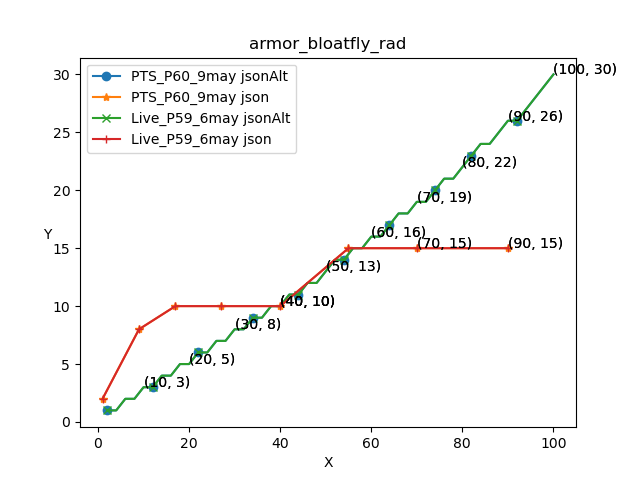 armor_bloatfly_rad
PTS_P60_9may jsonAlt
PTS_P60_9may json
Live_P59_6may jsonAlt
Live_P59_6may json
(100, 30)
(90, 26)
(80, 22)
(70, 19)
(60, 16)
(70, 15)
(90, 15)
(50, 13)
(40, 10)
(30, 8)
(20, 5)
(10, 3)
30
25
20
15
10
5
0
Y
0 20 40 60 80 100
X